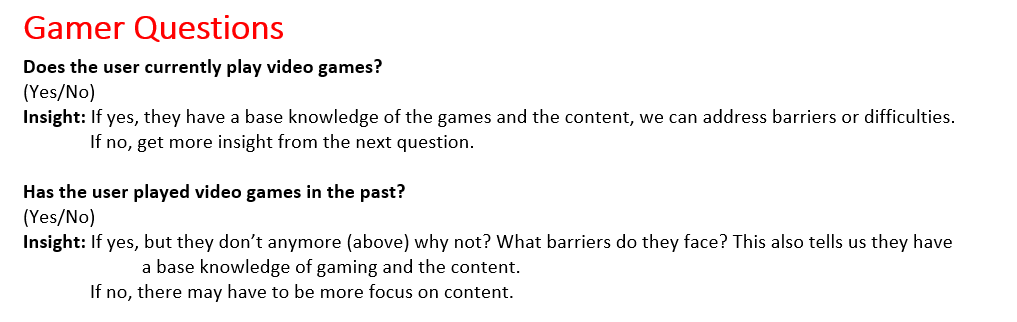 Gamer Questions
Does the user currently play video games?
(Yes/No)
Insight: If yes, they have a base knowledge of the games and the content, we can address barriers or difficulties.
If no, get more insight from the next question.
Has the user played video games in the past?
(Yes/No)
Insight: If yes, but they don’t anymore (above) why not? What barriers do they face? This also tells us they have
a base knowledge of gaming and the content.
If no, there may have to be more focus on content.